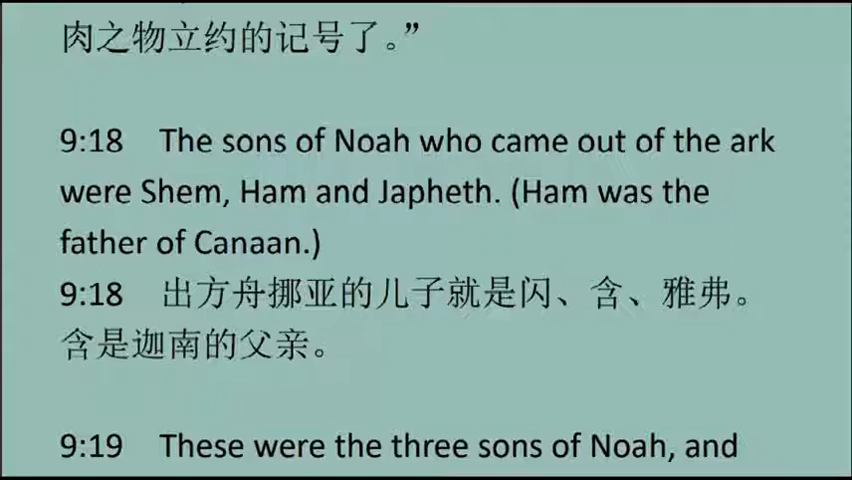 肉之物立约的记号了。”
9:18 The sons of Noah who came out of the ark
were Shem, Ham and Japheth. (Ham was the
father of Canaan.)
9:18 出方舟挪亚的儿子就是闪、含、雅弗。
含是迦南的父亲。
9:19 These were the three sons of Noah, and